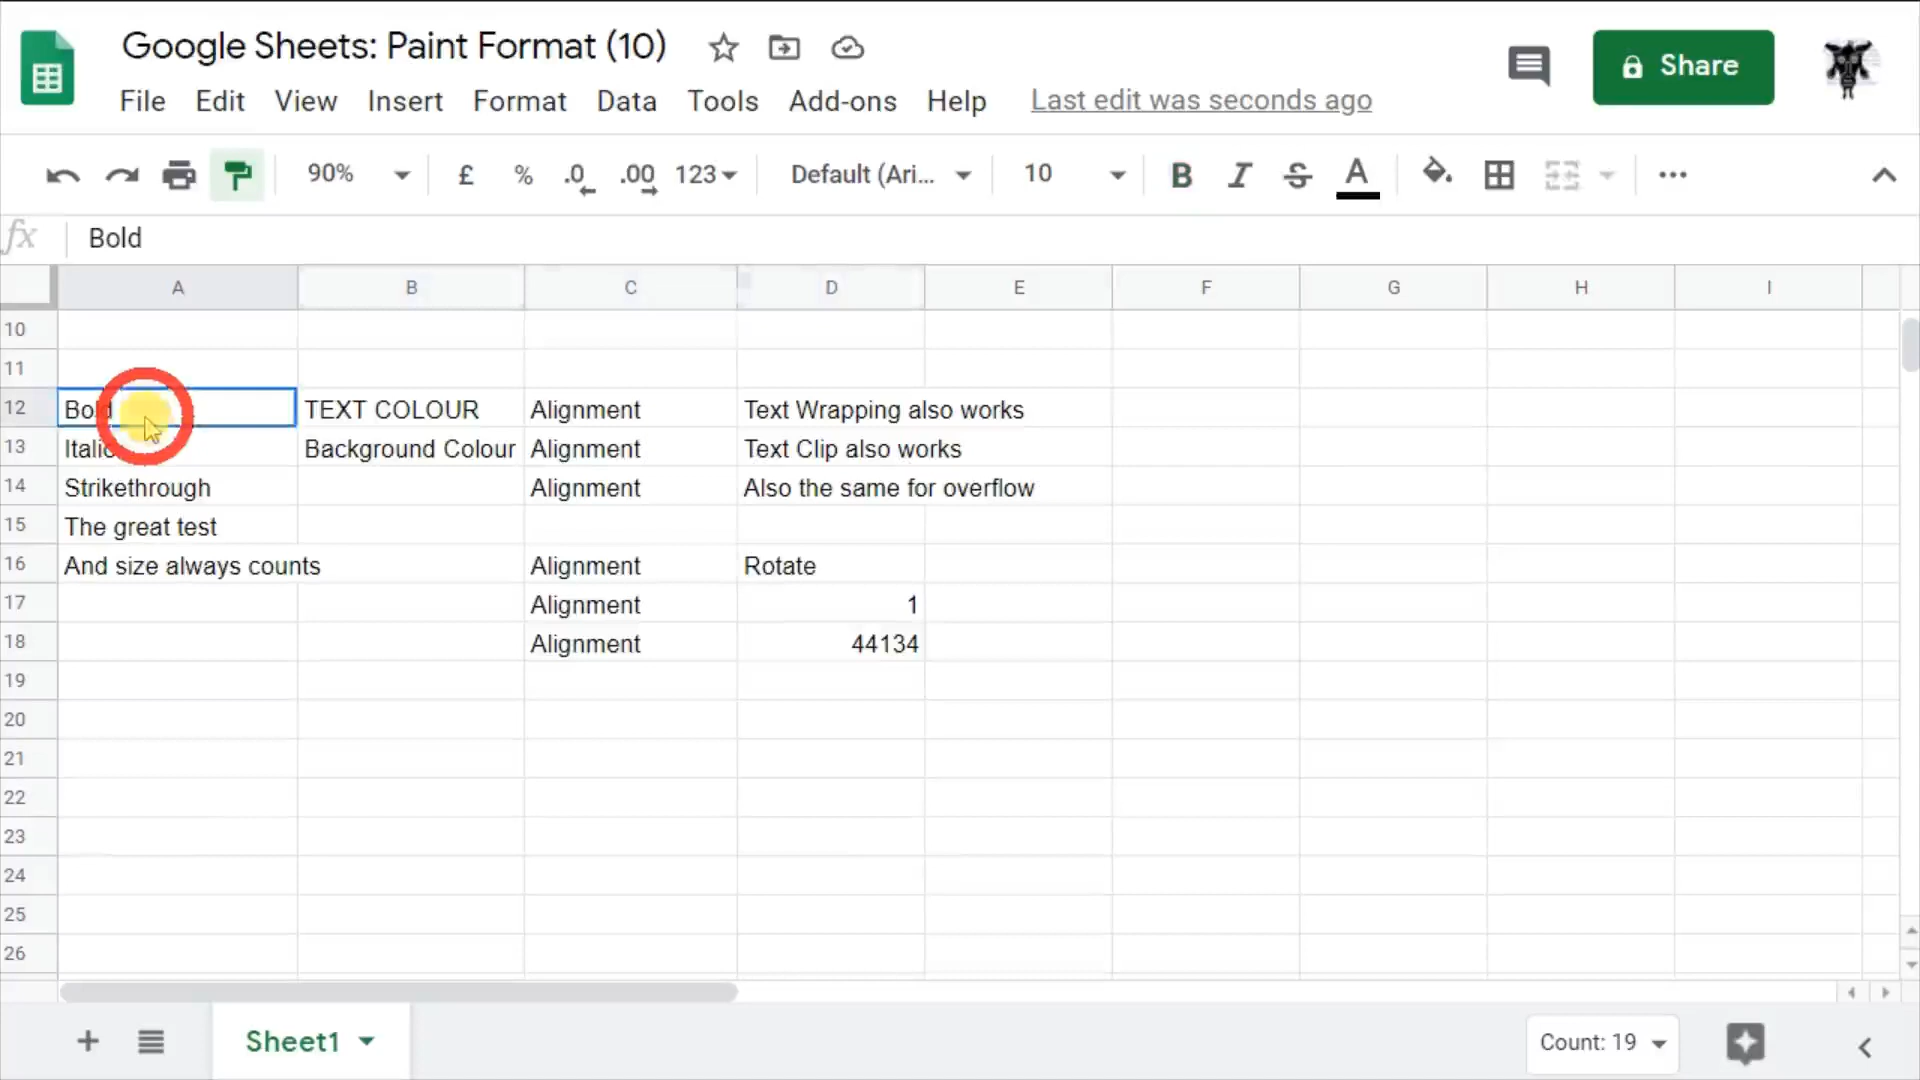 Google Sheets: Paint Format (10)
Share
File Edit View Insert Format Data Tools Add-ons Help Last edit was seconds ago
90% £ % .0 .00 123 Default (Ari... 10 B I S A
fx Bold
A B C D E F G H I
10
11
12 Bold TEXT COLOUR Alignment Text Wrapping also works
13 Italic Background Colour Alignment Text Clip also works
14 Strikethrough Alignment Also the same for overflow
15 The great test
16 And size always counts Alignment Rotate
17 Alignment 1
18 Alignment 44134
19
20
21
22
23
24
25
26
Sheet1 Count: 19